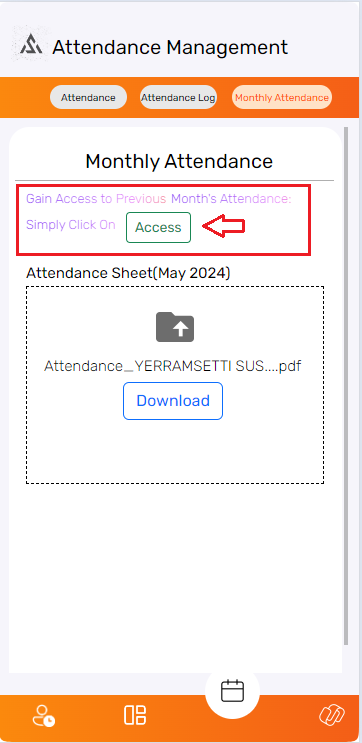 Attendance Management
Attendance
Attendance Log
Monthly Attendance
Monthly Attendance
Gain Access to Previous Month's Attendance:
Simply Click On
Access
Attendance Sheet(May 2024)
Attendance_YERRAMSETTI SUS....pdf
Download